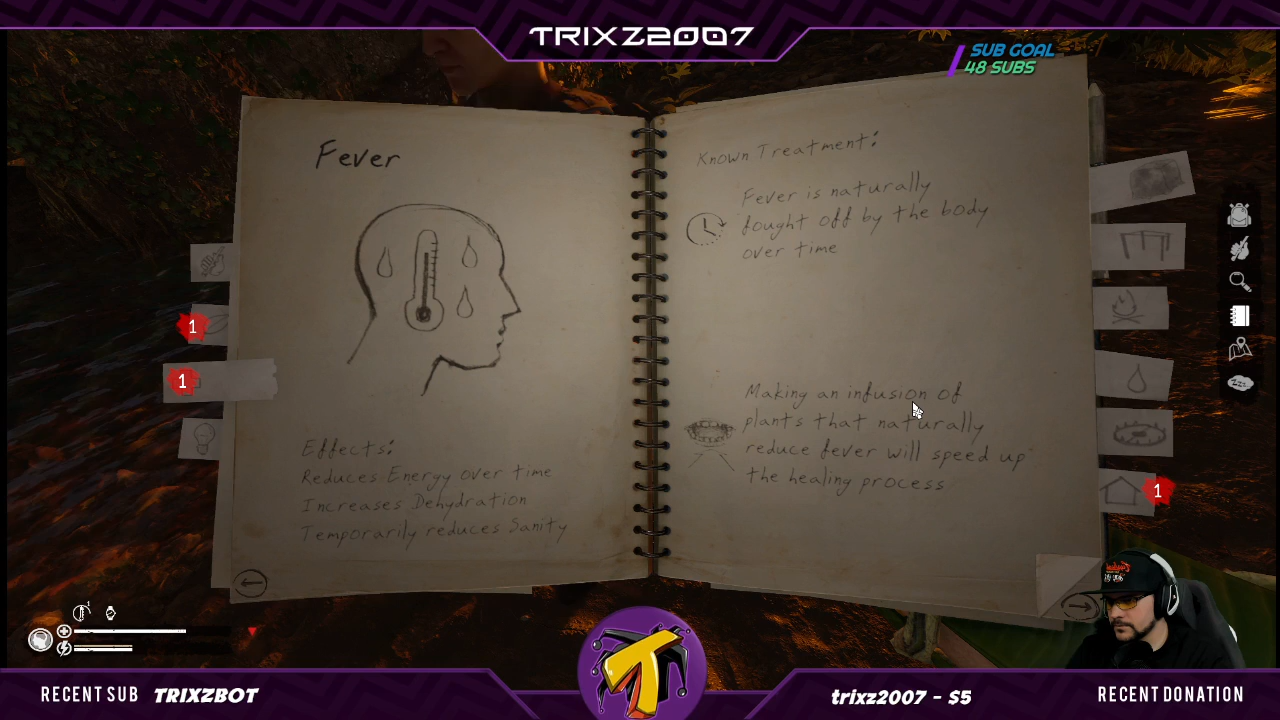 TRIXZ2007
SUB GOAL
48 SUBS
Fever
Effects:
Reduces Energy over time
Increases Dehydration
Temporarily reduces Sanity
Known Treatment:
Fever is naturally
fought off by the body
over time
Making an infusion of
plants that naturally
reduce fever will speed up
the healing process
1
1
1
ZZZ
RECENT SUB TRIXZBOT
trixz2007 - $5 RECENT DONATION